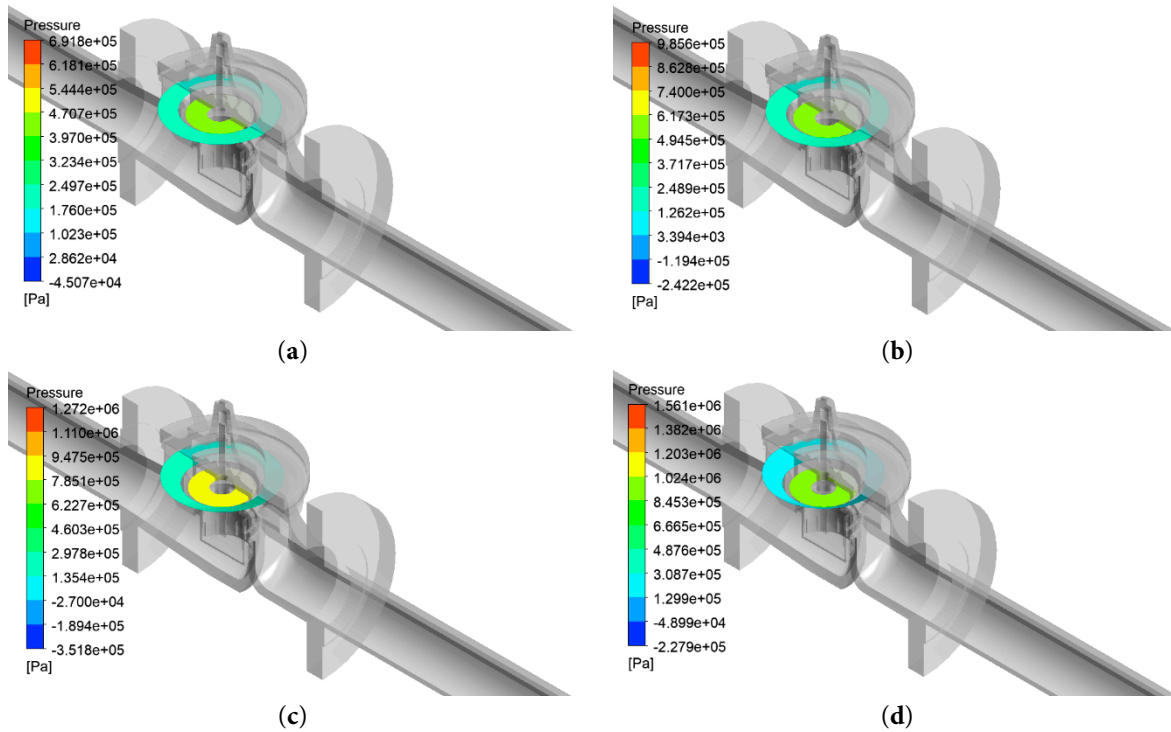 Pressure
6.918e+05
6.181e+05
5.444e+05
4.707e+05
3.970e+05
3.234e+05
2.497e+05
1.760e+05
1.023e+05
2.862e+04
-4.507e+04
[Pa]
(a)
Pressure
9.856e+05
8.628e+05
7.400e+05
6.173e+05
4.945e+05
3.717e+05
2.489e+05
1.262e+05
3.394e+03
-1.194e+05
-2.422e+05
[Pa]
(b)
Pressure
1.272e+06
1.110e+06
9.475e+05
7.851e+05
6.227e+05
4.603e+05
2.978e+05
1.354e+05
-2.700e+04
-1.894e+05
-3.518e+05
[Pa]
(c)
Pressure
1.561e+06
1.382e+06
1.203e+06
1.024e+06
8.453e+05
6.665e+05
4.876e+05
3.087e+05
1.299e+05
-4.899e+04
-2.279e+05
[Pa]
(d)